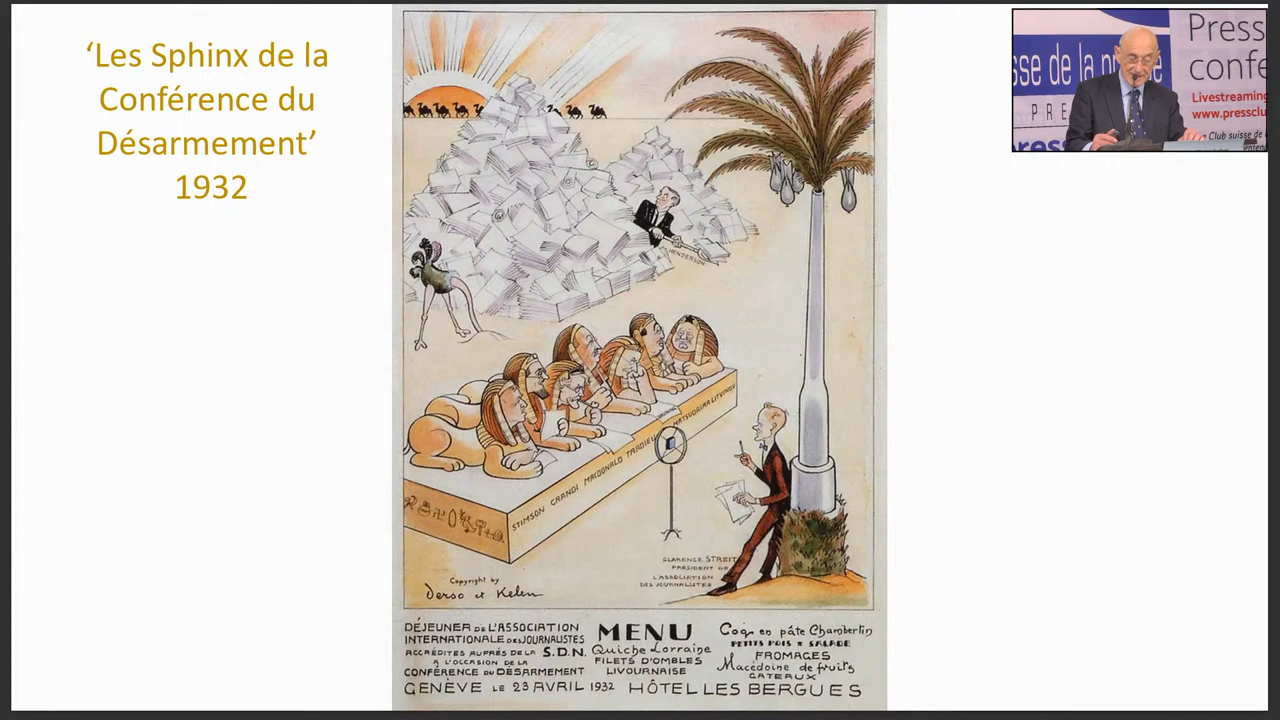 ‘Les Sphinx de la
Conférence du
Désarmement’
1932
Press
confe
sse de la p
Livestreaming
www.pressclu
PRE
Club suisse de l
HENDERSON
STIMSON GRANDI MACDONALD TARDIEU BRUNING MATSUDAIRA LITVINOV
CLARENCE STREIT
PRESIDENT DE
L'ASSOCIATION
DES JOURNALISTES
Copyright by
Derso et Kelen
DÉJEUNER DE L'ASSOCIATION
INTERNATIONALE DES JOURNALISTES
ACCRÉDITÉS AUPRÈS DE LA S.D.N.
A L'OCCASION DE LA
CONFÉRENCE DU DÉSARMEMENT
MENU
Quiche Lorraine
FILETS D'OMBLES
LIVOURNAISE
Coq en pâte Chambertin
PETITS POIS ★ SALADE
FROMAGES
Macédoine de fruits
GATEAUX
GENÈVE LE 23 AVRIL 1932 HÔTEL LES BERGUES